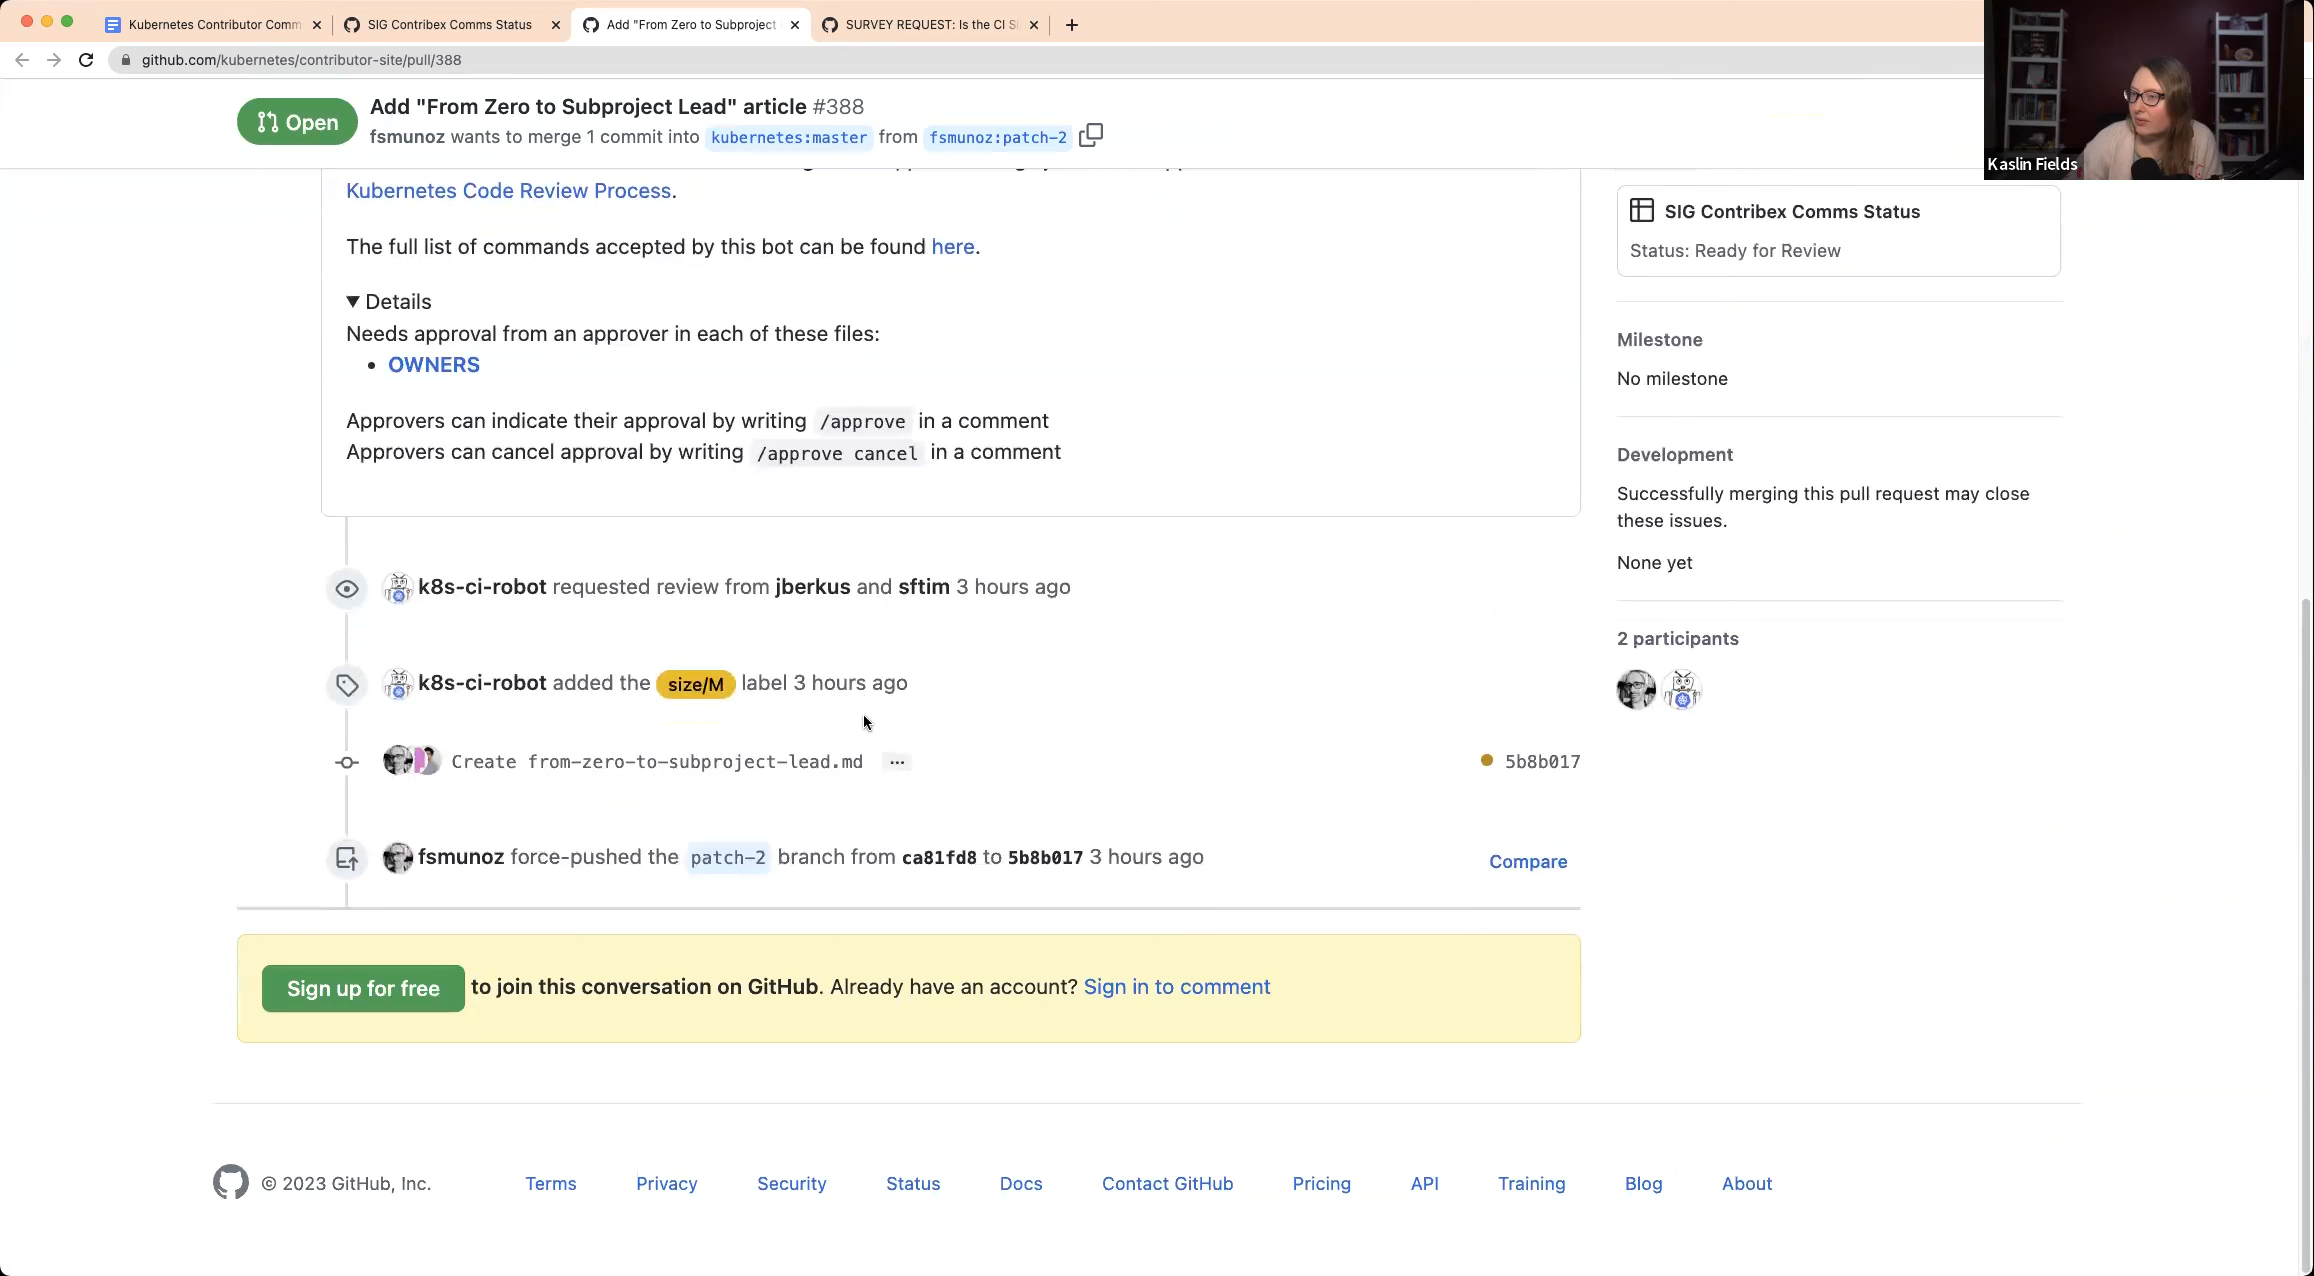 Kubernetes Contributor Comm
SIG Contribex Comms Status
Add "From Zero to Subproject
SURVEY REQUEST: Is the CI S
github.com/kubernetes/contributor-site/pull/388
Kaslin Fields
Open
Add "From Zero to Subproject Lead" article #388
fsmunoz wants to merge 1 commit into kubernetes:master from fsmunoz:patch-2
Kubernetes Code Review Process.
The full list of commands accepted by this bot can be found here.
▼ Details
Needs approval from an approver in each of these files:
• OWNERS
Approvers can indicate their approval by writing /approve in a comment
Approvers can cancel approval by writing /approve cancel in a comment
k8s-ci-robot requested review from jberkus and sftim 3 hours ago
k8s-ci-robot added the size/M label 3 hours ago
Create from-zero-to-subproject-lead.md ...
5b8b017
fsmunoz force-pushed the patch-2 branch from ca81fd8 to 5b8b017 3 hours ago
Compare
SIG Contribex Comms Status
Status: Ready for Review
Milestone
No milestone
Development
Successfully merging this pull request may close
these issues.
None yet
2 participants
Sign up for free to join this conversation on GitHub. Already have an account? Sign in to comment
© 2023 GitHub, Inc.
Terms
Privacy
Security
Status
Docs
Contact GitHub
Pricing
API
Training
Blog
About